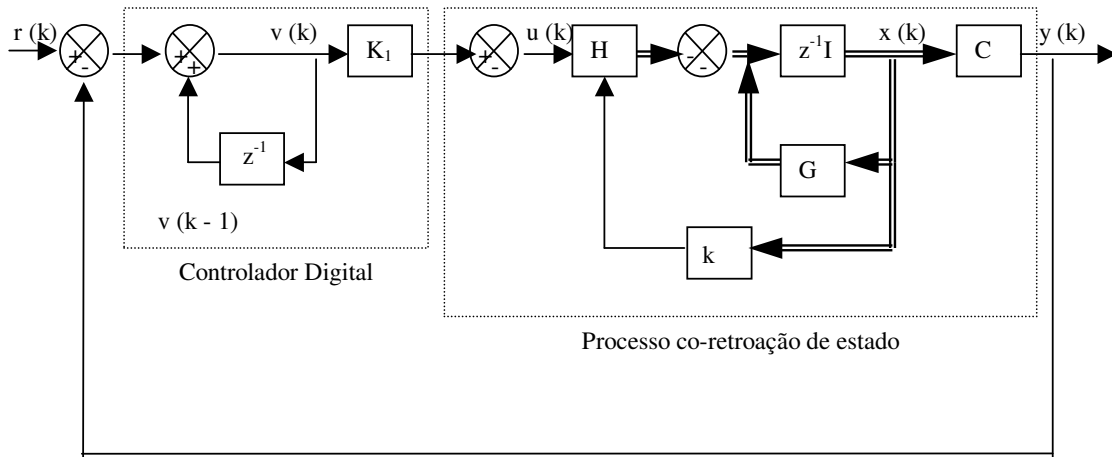 r (k)
v (k)
K1
u (k)
H
z-1I
x (k)
C
y (k)
+
-
+
+
+
-
-
-
z-1
G
v (k - 1)
k
Controlador Digital
Processo co-retroação de estado